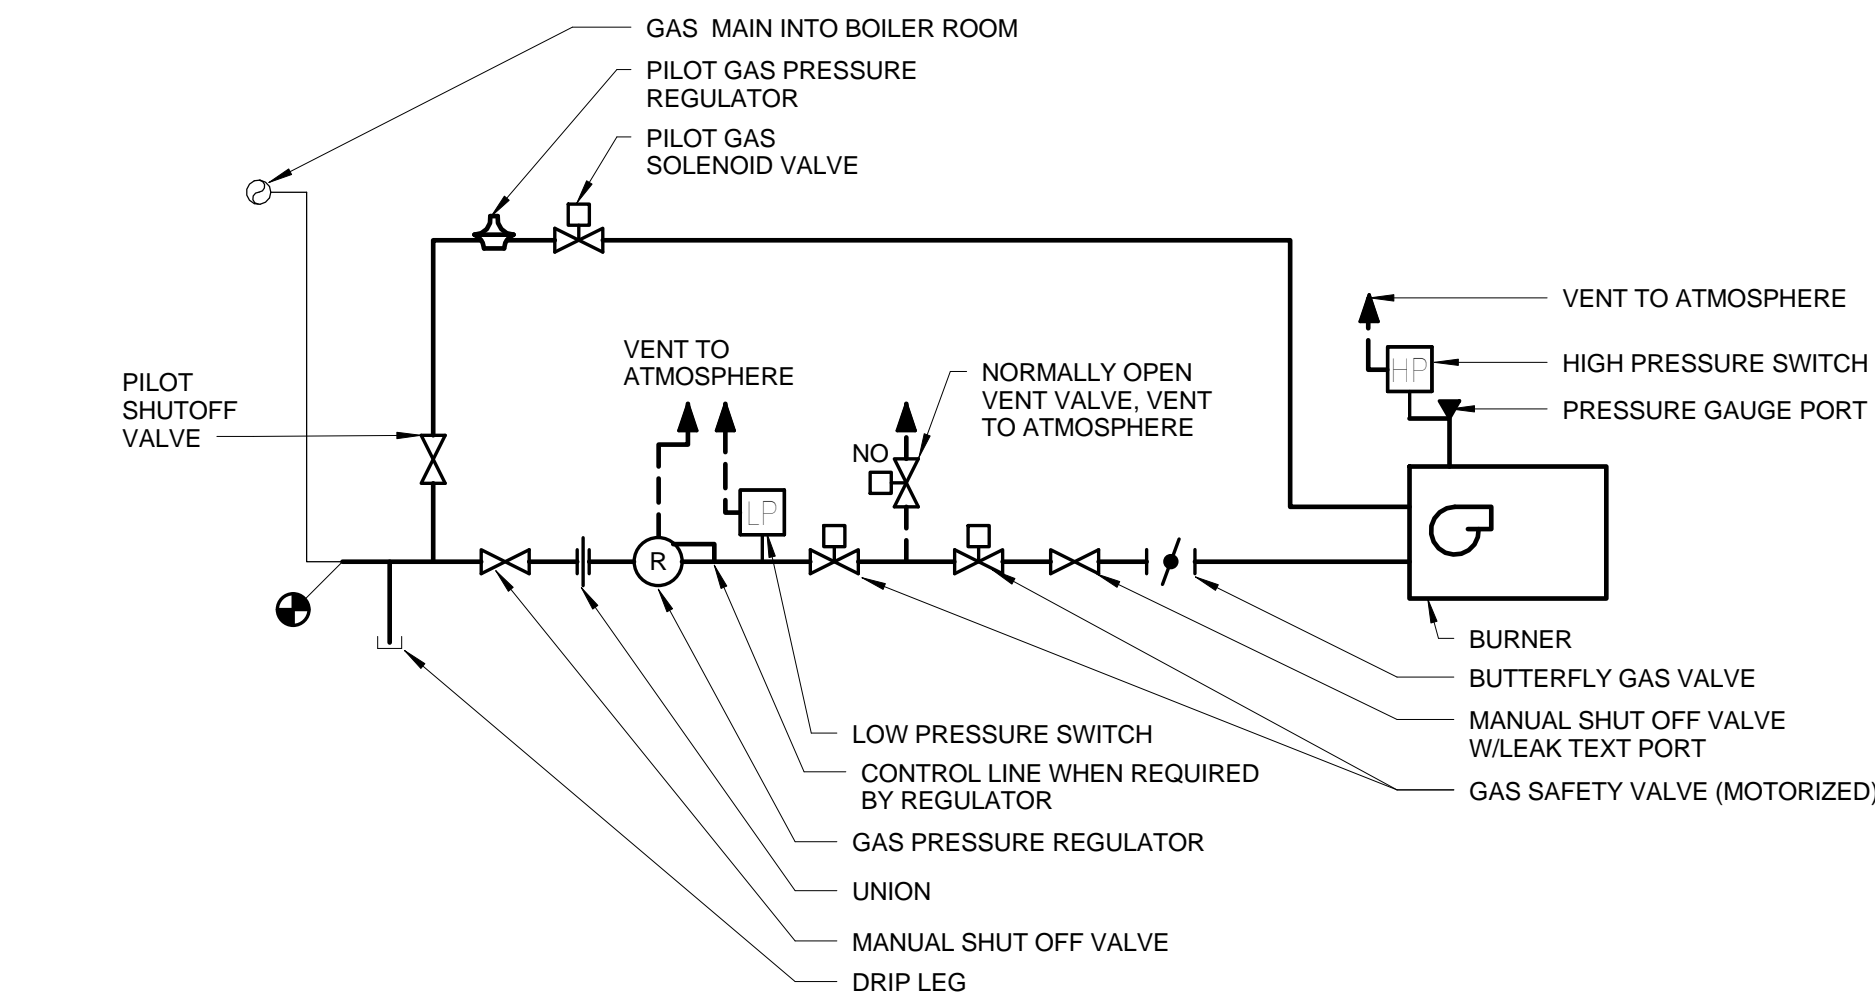 GAS  MAIN INTO BOILER ROOM
PILOT GAS PRESSURE
REGULATOR
PILOT GAS
SOLENOID VALVE
VENT TO ATMOSPHERE
HIGH PRESSURE SWITCH
HP
PRESSURE GAUGE PORT
VENT TO
ATMOSPHERE
NORMALLY OPEN
VENT VALVE, VENT
TO ATMOSPHERE
PILOT
SHUTOFF
VALVE
NO
LP
R
BURNER
BUTTERFLY GAS VALVE
MANUAL SHUT OFF VALVE
W/LEAK TEXT PORT
GAS SAFETY VALVE (MOTORIZED)
LOW PRESSURE SWITCH
CONTROL LINE WHEN REQUIRED
BY REGULATOR
GAS PRESSURE REGULATOR
UNION
MANUAL SHUT OFF VALVE
DRIP LEG